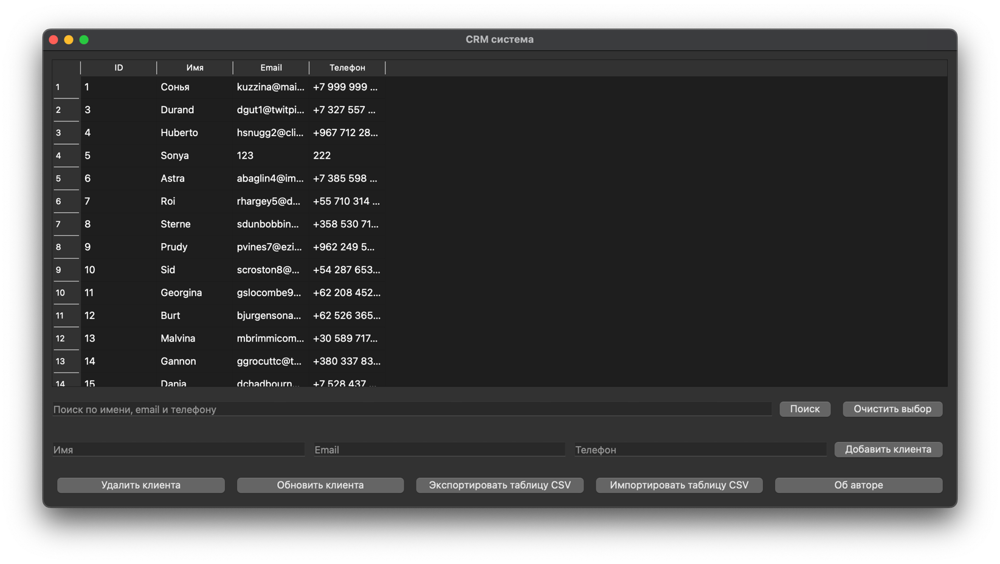 CRM система
ID Имя Email Телефон
1 1 Сонья kuzzina@mai... +7 999 999 ...
2 3 Durand dgut1@twitpi... +7 327 557 ...
3 4 Huberto hsnugg2@cli... +967 712 28...
4 5 Sonya 123 222
5 6 Astra abaglin4@im... +7 385 598 ...
6 7 Roi rhargey5@d... +55 710 314 ...
7 8 Sterne sdunbobbin... +358 530 71...
8 9 Prudy pvines7@ezi... +962 249 5...
9 10 Sid scroston8@... +54 287 653...
10 11 Georgina gslocombe9... +62 208 452...
11 12 Burt bjurgensona... +62 526 365...
12 13 Malvina mbrimmicom... +30 589 717...
13 14 Gannon ggrocuttc@t... +380 337 83...
14 15 Dania dchadbourn... +7 528 437 ...
Поиск по имени, email и телефону Поиск Очистить выбор
Имя Email Телефон Добавить клиента
Удалить клиента Обновить клиента Экспортировать таблицу CSV Импортировать таблицу CSV Об авторе